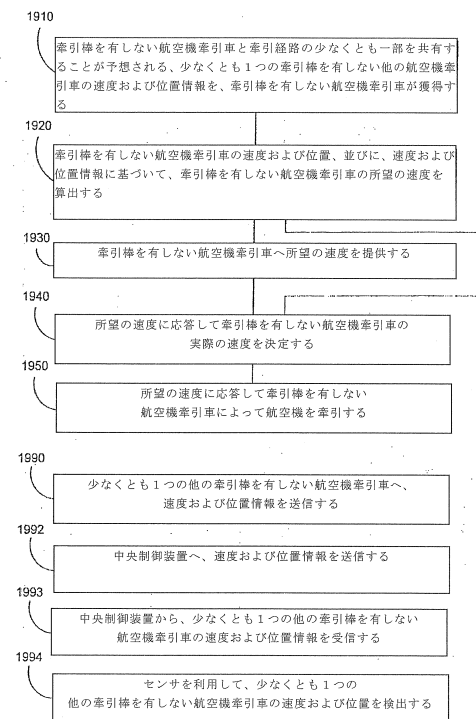 1910
牽引棒を有しない航空機牽引車と牽引経路の少なくとも一部を共有す
ることが予想される、少なくとも1つの牽引棒を有しない他の航空機牽
引車の速度および位置情報を、牽引棒を有しない航空機牽引車が獲得す
る
1920
牽引棒を有しない航空機牽引車の速度および位置、並びに、速度および
位置情報に基づいて、牽引棒を有しない航空機牽引車の所望の速度を
算出する
1930
牽引棒を有しない航空機牽引車へ所望の速度を提供する
1940
所望の速度に応答して牽引棒を有しない航空機牽引車の
実際の速度を決定する
1950
所望の速度に応答して牽引棒を有しない
航空機牽引車によって航空機を牽引する
1990
少なくとも1つの他の牽引棒を有しない航空機牽引車へ、
速度および位置情報を送信する
1992
中央制御装置へ、速度および位置情報を送信する
1993
中央制御装置から、少なくとも1つの他の牽引棒を有しない
航空機牽引車の速度および位置情報を受信する
1994
センサを利用して、少なくとも1つの
他の牽引棒を有しない航空機牽引車の速度および位置を検出する